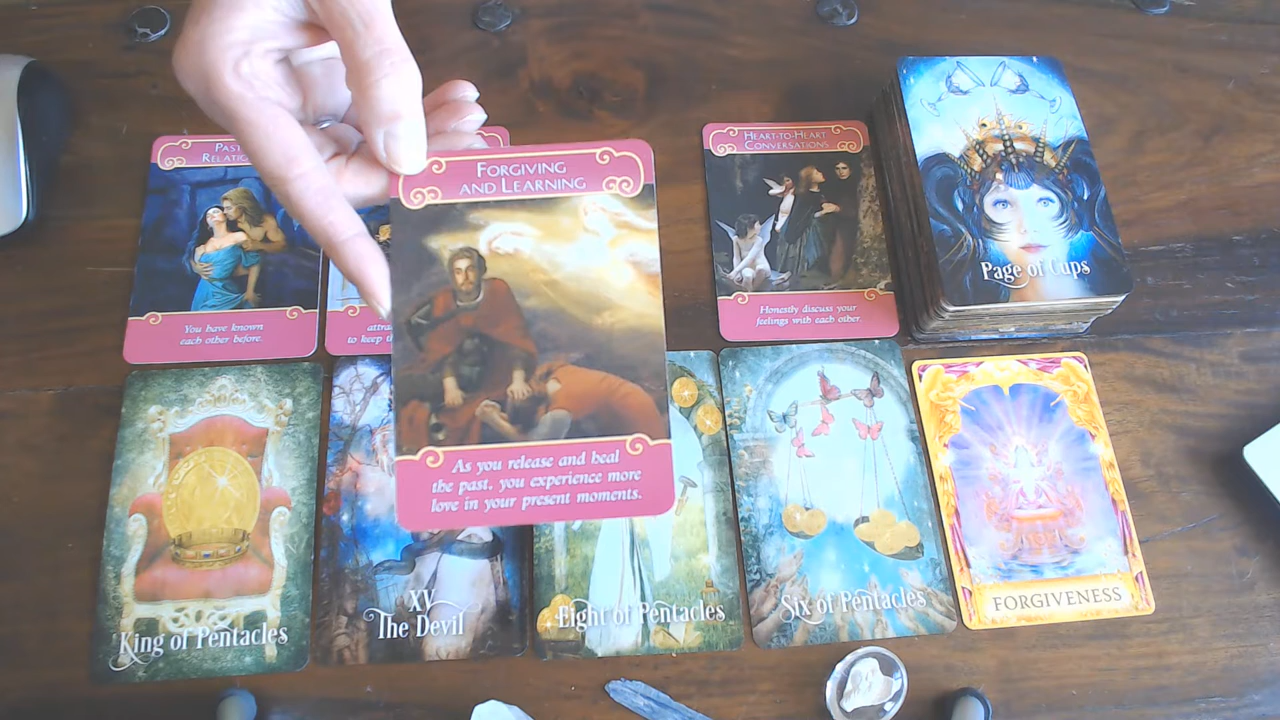 PAST
RELATIO
YOU HAVE KNOWN
EACH OTHER BEFORE.
ATTRA
TO KEEP TH
FORGIVING
AND LEARNING
As you release and heal
the past, you experience more
love in your present moments.
HEART-TO-HEART
CONVERSATIONS
Honestly discuss your
feelings with each other.
Page of Cups
King of Pentacles
XV
The Devil
Eight of Pentacles
Six of Pentacles
FORGIVENESS